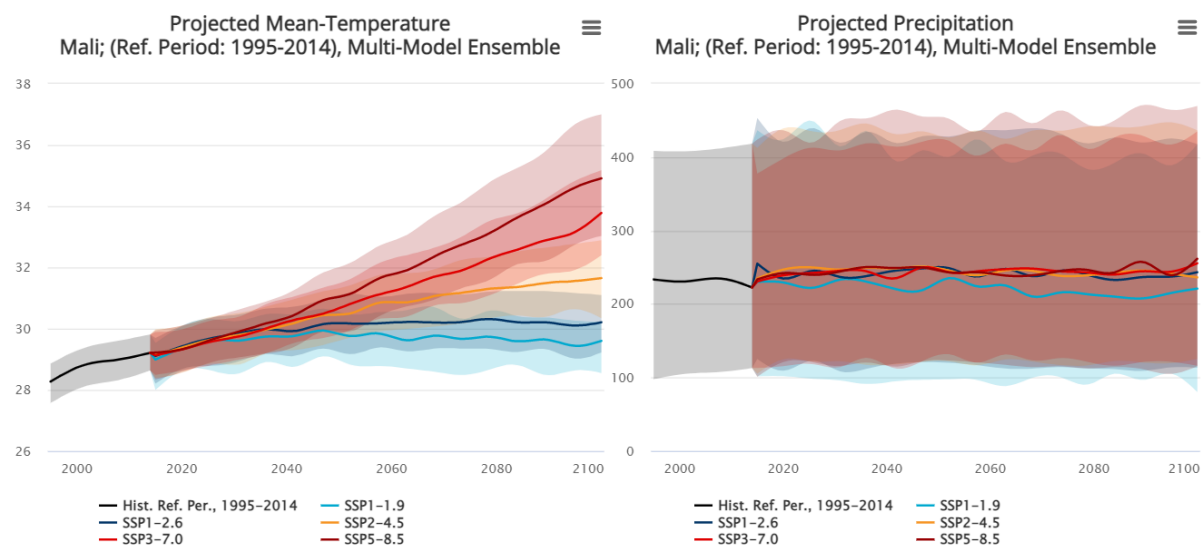 Projected Mean-Temperature
Mali; (Ref. Period: 1995-2014), Multi-Model Ensemble
38
36
34
32
30
28
26
2000
2020
2040
2060
2080
2100
Hist. Ref. Per., 1995–2014
SSP1–1.9
SSP1–2.6
SSP2–4.5
SSP3–7.0
SSP5–8.5
Projected Precipitation
Mali; (Ref. Period: 1995-2014), Multi-Model Ensemble
500
400
300
200
100
0
2000
2020
2040
2060
2080
2100
Hist. Ref. Per., 1995–2014
SSP1–1.9
SSP1–2.6
SSP2–4.5
SSP3–7.0
SSP5–8.5